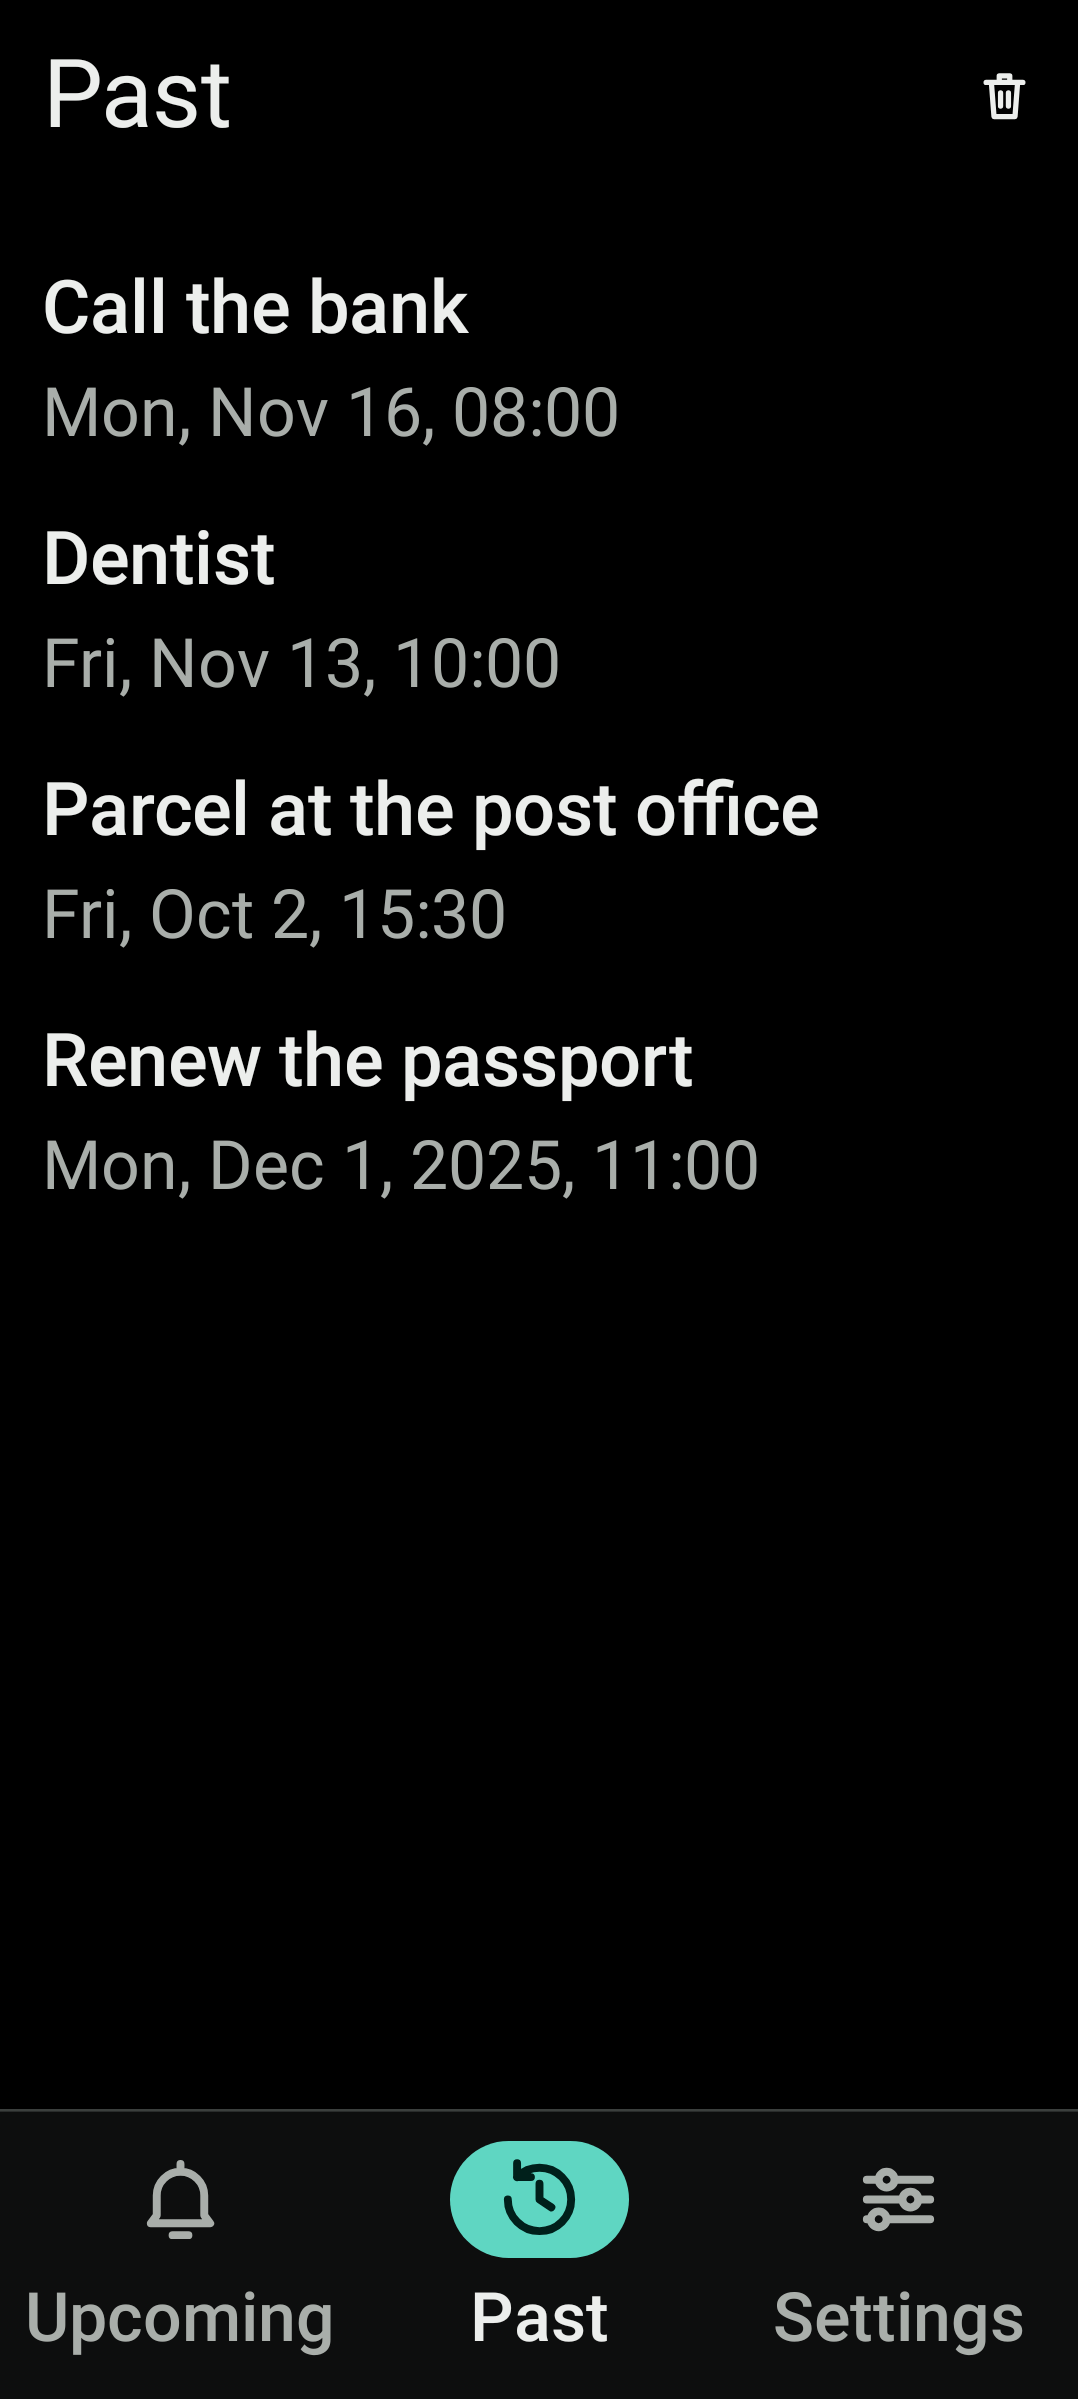 Past
Call the bank
Mon, Nov 16, 08:00
Dentist
Fri, Nov 13, 10:00
Parcel at the post office
Fri, Oct 2, 15:30
Renew the passport
Mon, Dec 1, 2025, 11:00
Upcoming
Past
Settings